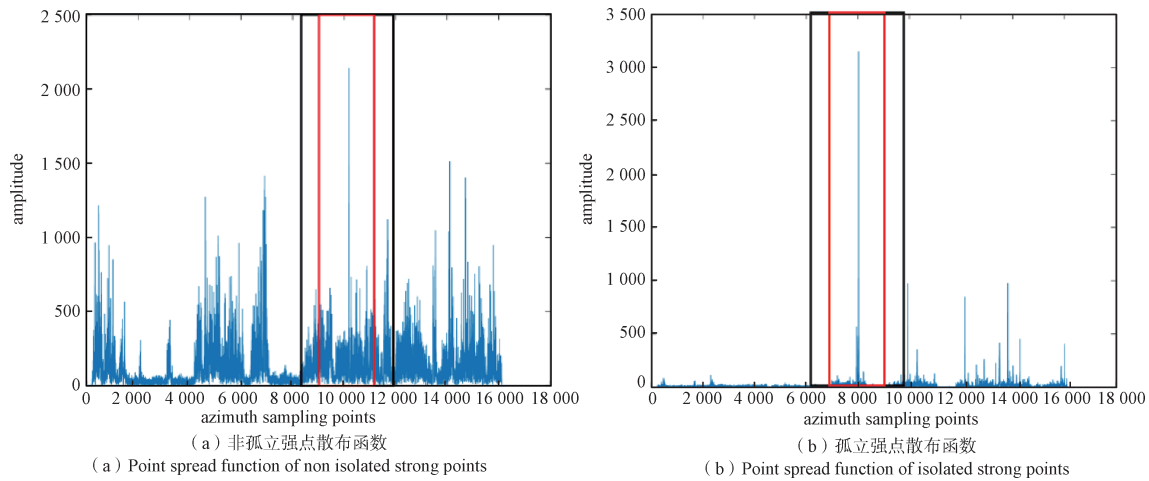 2 500
2 000
1 500
1 000
500
0
amplitude
0 2 000 4 000 6 000 8 000 10 000 12 000 14 000 16 000 18 000
azimuth sampling points
(a)非孤立强点散布函数
(a)Point spread function of non isolated strong points
3 500
3 000
2 500
2 000
1 500
1 000
500
0
amplitude
0 2 000 4 000 6 000 8 000 10 000 12 000 14 000 16 000 18 000
azimuth sampling points
(b)孤立强点散布函数
(b)Point spread function of isolated strong points